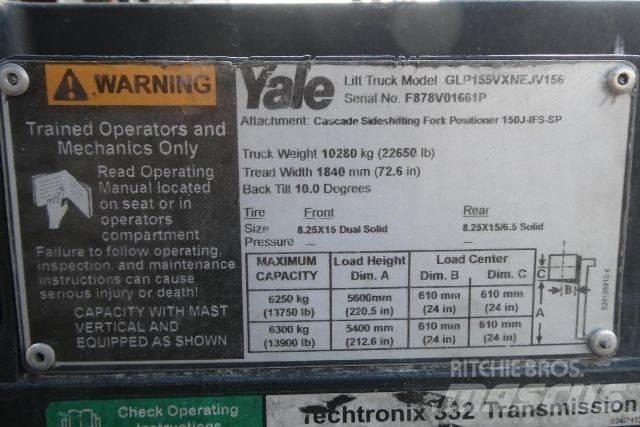 WARNING
Trained Operators and
Mechanics Only
Read Operating
Manual located
on seat or in
operators
compartment
Failure to follow operating,
inspection, and maintenance
instructions can cause
serious injury or death!
CAPACITY WITH MAST
VERTICAL AND
EQUIPPED AS SHOWN
Yale
Lift Truck Model GLP155VXNEJV156
Serial No. F878V01661P
Attachment: Cascade Sideshifting Fork Positioner 150J-IFS-SP
Truck Weight 10280 kg (22650 lb)
Tread Width 1840 mm (72.6 in)
Back Tilt 10.0 Degrees
Tire Front Rear
Size 8.25X15 Dual Solid 8.25X15/6.5 Solid
Pressure — —
MAXIMUM CAPACITY Load Height Dim. A Load Center Dim. B Dim. C
6250 kg (13750 lb) 5600mm (220.5 in) 610 mm (24 in) 610 mm (24 in)
6300 kg (13900 lb) 5400 mm (212.6 in) 610 mm (24 in) 610 mm (24 in)
C
B
A
RITCHIE BROS.
Mascus
Check Operating
Instructions
Techtronix 332 Transmission